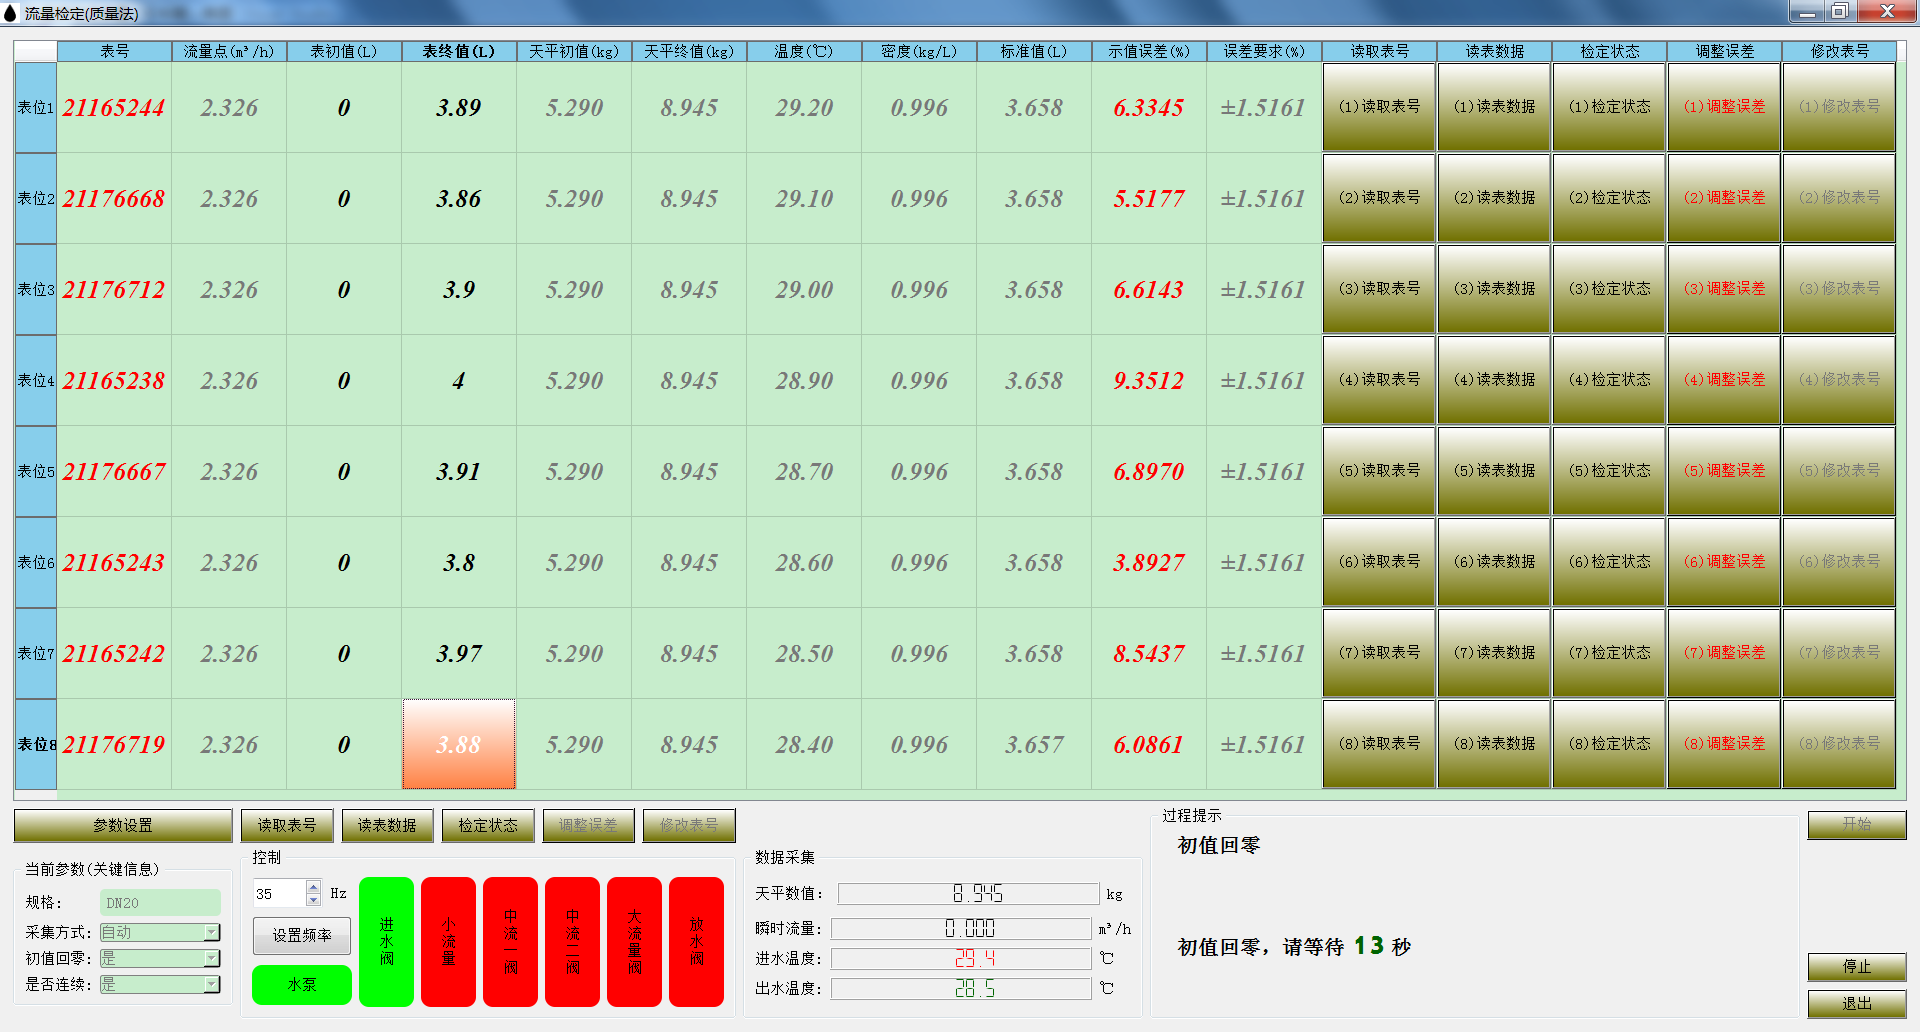 流量检定(质量法)
表号 流量点(m³/h) 表初值(L) 表终值(L) 天平初值(kg) 天平终值(kg) 温度(℃) 密度(kg/L) 标准值(L) 示值误差(%) 误差要求(%) 读取表号 读表数据 检定状态 调整误差 修改表号
表位1 21165244 2.326 0 3.89 5.290 8.945 29.20 0.996 3.658 6.3345 ±1.5161 (1)读取表号 (1)读表数据 (1)检定状态 (1)调整误差 (1)修改表号
表位2 21176668 2.326 0 3.86 5.290 8.945 29.10 0.996 3.658 5.5177 ±1.5161 (2)读取表号 (2)读表数据 (2)检定状态 (2)调整误差 (2)修改表号
表位3 21176712 2.326 0 3.9 5.290 8.945 29.00 0.996 3.658 6.6143 ±1.5161 (3)读取表号 (3)读表数据 (3)检定状态 (3)调整误差 (3)修改表号
表位4 21165238 2.326 0 4 5.290 8.945 28.90 0.996 3.658 9.3512 ±1.5161 (4)读取表号 (4)读表数据 (4)检定状态 (4)调整误差 (4)修改表号
表位5 21176667 2.326 0 3.91 5.290 8.945 28.70 0.996 3.658 6.8970 ±1.5161 (5)读取表号 (5)读表数据 (5)检定状态 (5)调整误差 (5)修改表号
表位6 21165243 2.326 0 3.8 5.290 8.945 28.60 0.996 3.658 3.8927 ±1.5161 (6)读取表号 (6)读表数据 (6)检定状态 (6)调整误差 (6)修改表号
表位7 21165242 2.326 0 3.97 5.290 8.945 28.50 0.996 3.658 8.5437 ±1.5161 (7)读取表号 (7)读表数据 (7)检定状态 (7)调整误差 (7)修改表号
表位8 21176719 2.326 0 3.88 5.290 8.945 28.40 0.996 3.657 6.0861 ±1.5161 (8)读取表号 (8)读表数据 (8)检定状态 (8)调整误差 (8)修改表号
参数设置 读取表号 读表数据 检定状态 调整误差 修改表号
当前参数(关键信息)
规格: DN20
采集方式: 自动
初值回零: 是
是否连续: 是
控制
35 Hz
设置频率
水泵
进水阀
小流量
中流一阀
中流二阀
大流量阀
放水阀
数据采集
天平数值: 8.945 kg
瞬时流量: 0.000 m³/h
进水温度: 29.4 ℃
出水温度: 28.5 ℃
过程提示
初值回零
初值回零，请等待 13 秒
开始
停止
退出